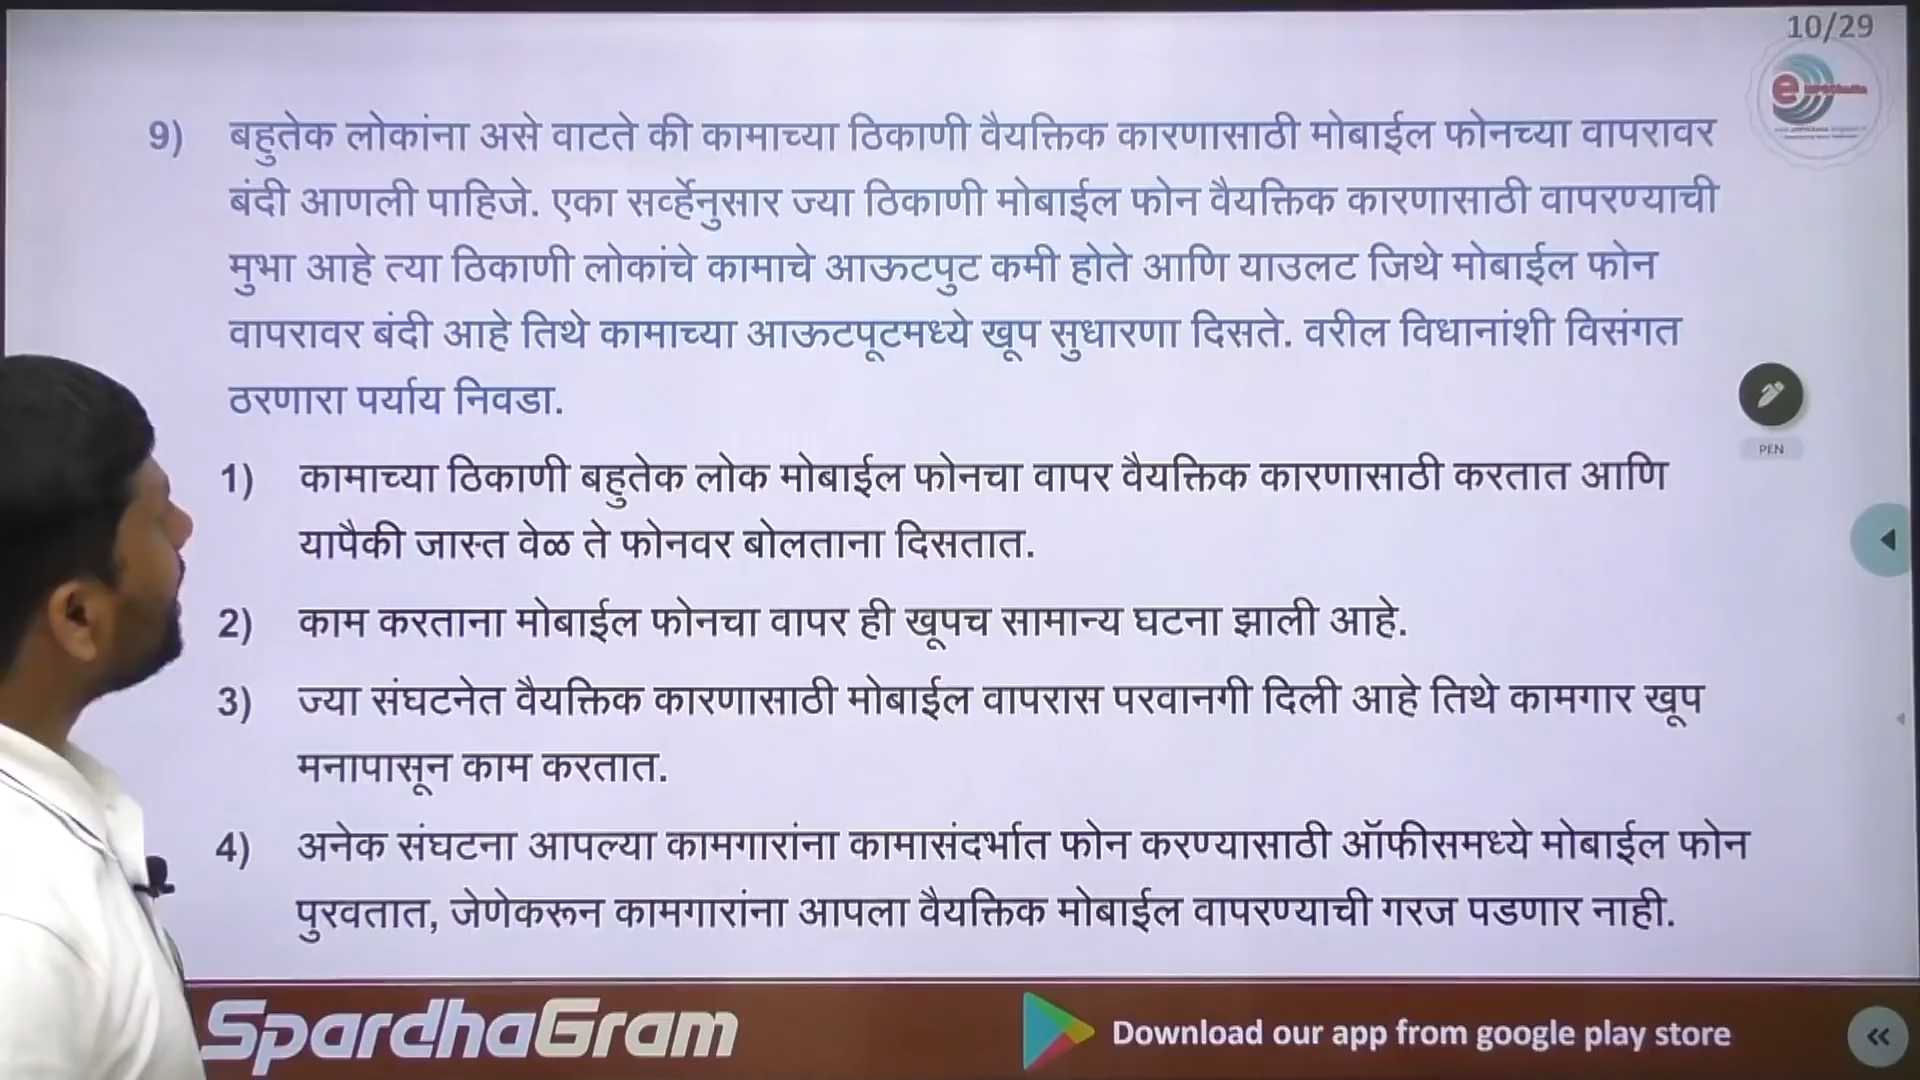 10/29
9) बहुतेक लोकांना असे वाटते की कामाच्या ठिकाणी वैयक्तिक कारणासाठी मोबाईल फोनच्या वापरावर
बंदी आणली पाहिजे. एका सर्व्हेनुसार ज्या ठिकाणी मोबाईल फोन वैयक्तिक कारणासाठी वापरण्याची
मुभा आहे त्या ठिकाणी लोकांचे कामाचे आऊटपुट कमी होते आणि याउलट जिथे मोबाईल फोन
वापरावर बंदी आहे तिथे कामाच्या आऊटपूटमध्ये खूप सुधारणा दिसते. वरील विधानांशी विसंगत
ठरणारा पर्याय निवडा.
PEN
1) कामाच्या ठिकाणी बहुतेक लोक मोबाईल फोनचा वापर वैयक्तिक कारणासाठी करतात आणि
यापैकी जास्त वेळ ते फोनवर बोलताना दिसतात.
2) काम करताना मोबाईल फोनचा वापर ही खूपच सामान्य घटना झाली आहे.
3) ज्या संघटनेत वैयक्तिक कारणासाठी मोबाईल वापरास परवानगी दिली आहे तिथे कामगार खूप
मनापासून काम करतात.
4) अनेक संघटना आपल्या कामगारांना कामासंदर्भात फोन करण्यासाठी ऑफीसमध्ये मोबाईल फोन
पुरवतात, जेणेकरून कामगारांना आपला वैयक्तिक मोबाईल वापरण्याची गरज पडणार नाही.
SpardhaGram
Download our app from google play store